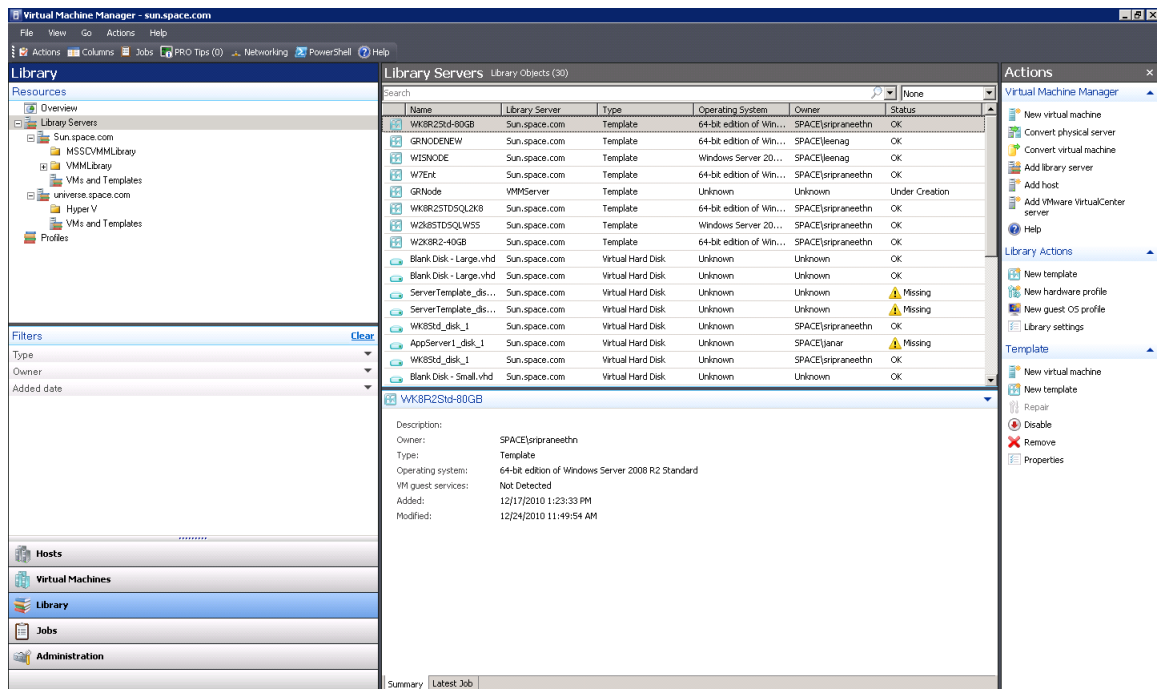 Virtual Machine Manager - sun.space.com
File View Go Actions Help
Actions Columns Jobs PRO Tips (0) Networking PowerShell Help
Library
Resources
Overview
Library Servers
Sun.space.com
MSSCVMMLibrary
VMMLibrary
VMs and Templates
universe.space.com
Hyper V
VMs and Templates
Profiles
Filters Clear
Type
Owner
Added date
Hosts
Virtual Machines
Library
Jobs
Administration
Library Servers Library Objects (30)
Search None
Name Library Server Type Operating System Owner Status
WK8R2Std-80GB Sun.space.com Template 64-bit edition of Win... SPACE\sripraneethn OK
GRNODENEW Sun.space.com Template 64-bit edition of Win... SPACE\leenag OK
WISNODE Sun.space.com Template Windows Server 20... SPACE\leenag OK
W7Ent Sun.space.com Template 64-bit edition of Win... SPACE\sripraneethn OK
GRNode VMMServer Template Unknown Unknown Under Creation
WK8R2STDSQL2K8 Sun.space.com Template 64-bit edition of Win... SPACE\sripraneethn OK
W2k8STDSQLWSS Sun.space.com Template Windows Server 20... SPACE\sripraneethn OK
W2K8R2-40GB Sun.space.com Template 64-bit edition of Win... SPACE\sripraneethn OK
Blank Disk - Large.vhd Sun.space.com Virtual Hard Disk Unknown Unknown OK
Blank Disk - Large.vhd Sun.space.com Virtual Hard Disk Unknown Unknown OK
ServerTemplate_dis... Sun.space.com Virtual Hard Disk Unknown Unknown Missing
ServerTemplate_dis... Sun.space.com Virtual Hard Disk Unknown Unknown Missing
WK8Std_disk_1 Sun.space.com Virtual Hard Disk Unknown SPACE\sripraneethn OK
AppServer1_disk_1 Sun.space.com Virtual Hard Disk Unknown SPACE\janar Missing
WK8Std_disk_1 Sun.space.com Virtual Hard Disk Unknown SPACE\sripraneethn OK
Blank Disk - Small.vhd Sun.space.com Virtual Hard Disk Unknown Unknown OK
WK8R2Std-80GB
Description:
Owner: SPACE\sripraneethn
Type: Template
Operating system: 64-bit edition of Windows Server 2008 R2 Standard
VM guest services: Not Detected
Added: 12/17/2010 1:23:33 PM
Modified: 12/24/2010 11:49:54 AM
Summary Latest Job
Actions
Virtual Machine Manager
New virtual machine
Convert physical server
Convert virtual machine
Add library server
Add host
Add VMware VirtualCenter
server
Help
Library Actions
New template
New hardware profile
New guest OS profile
Library settings
Template
New virtual machine
New template
Repair
Disable
Remove
Properties